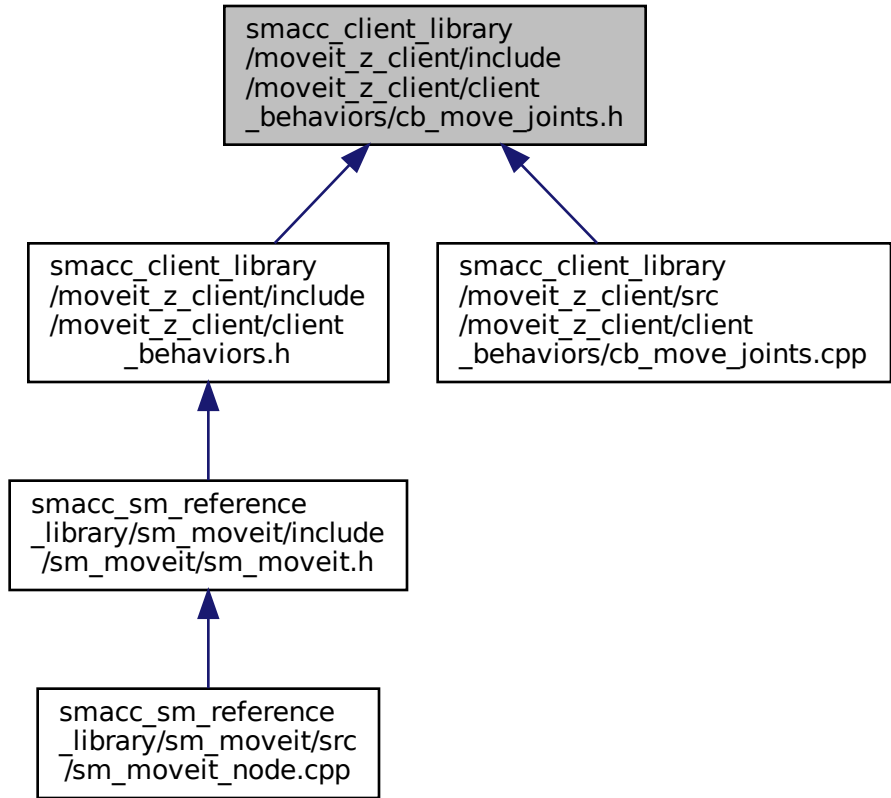 smacc_client_library
/moveit_z_client/include
/moveit_z_client/client
_behaviors/cb_move_joints.h
smacc_client_library
/moveit_z_client/include
/moveit_z_client/client
_behaviors.h
smacc_client_library
/moveit_z_client/src
/moveit_z_client/client
_behaviors/cb_move_joints.cpp
smacc_sm_reference
_library/sm_moveit/include
/sm_moveit/sm_moveit.h
smacc_sm_reference
_library/sm_moveit/src
/sm_moveit_node.cpp